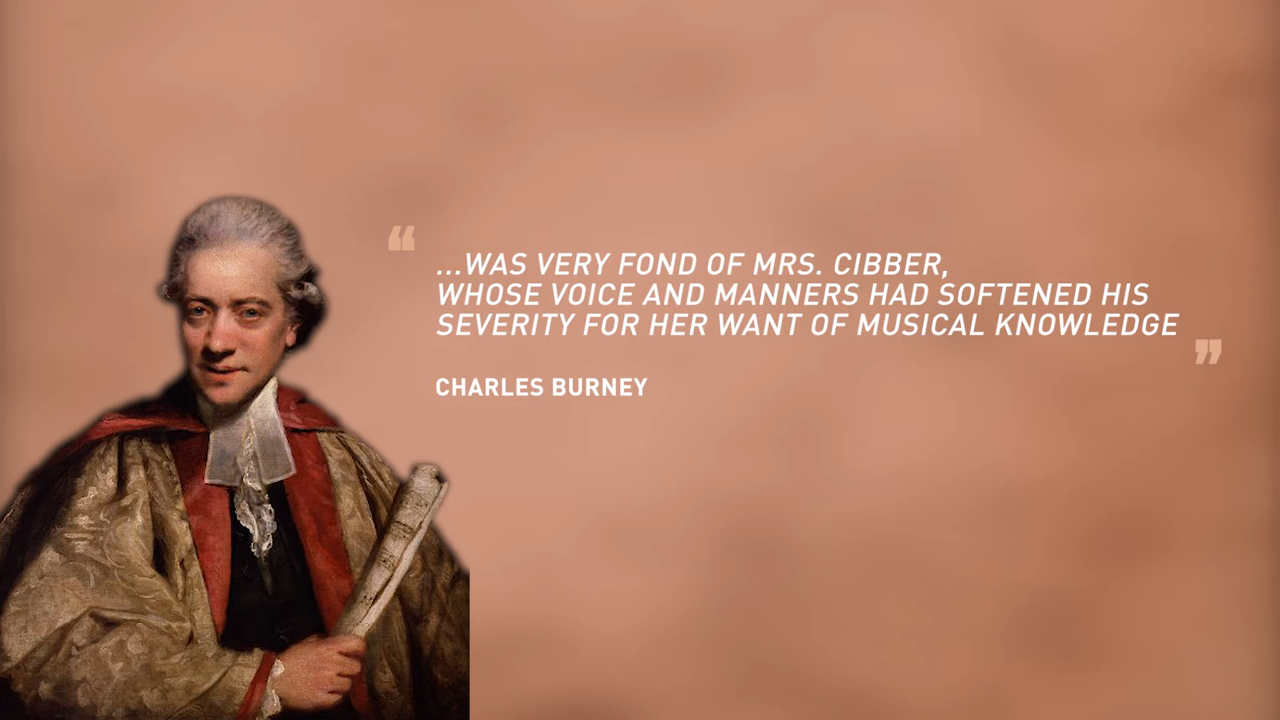 “
...WAS VERY FOND OF MRS. CIBBER,
WHOSE VOICE AND MANNERS HAD SOFTENED HIS
SEVERITY FOR HER WANT OF MUSICAL KNOWLEDGE
”
CHARLES BURNEY